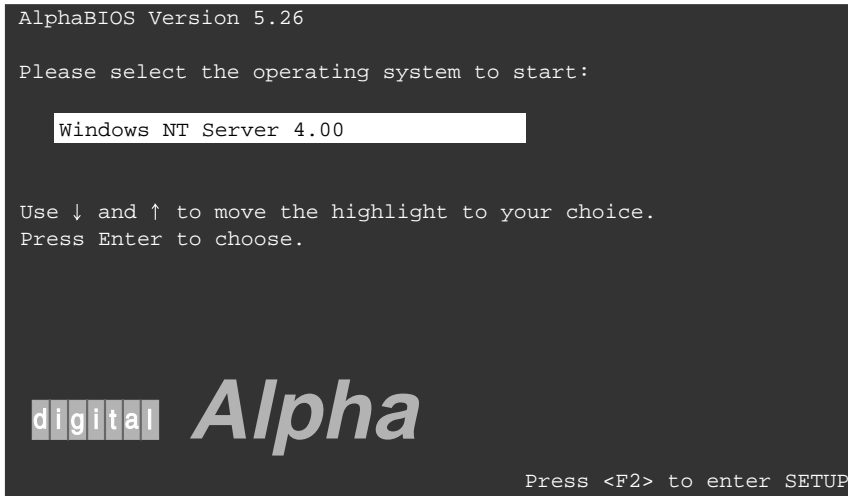 AlphaBIOS Version 5.26
Please select the operating system to start:
Windows NT Server 4.00
Use ↓ and ↑ to move the highlight to your choice.
Press Enter to choose.
digital Alpha
Press <F2> to enter SETUP